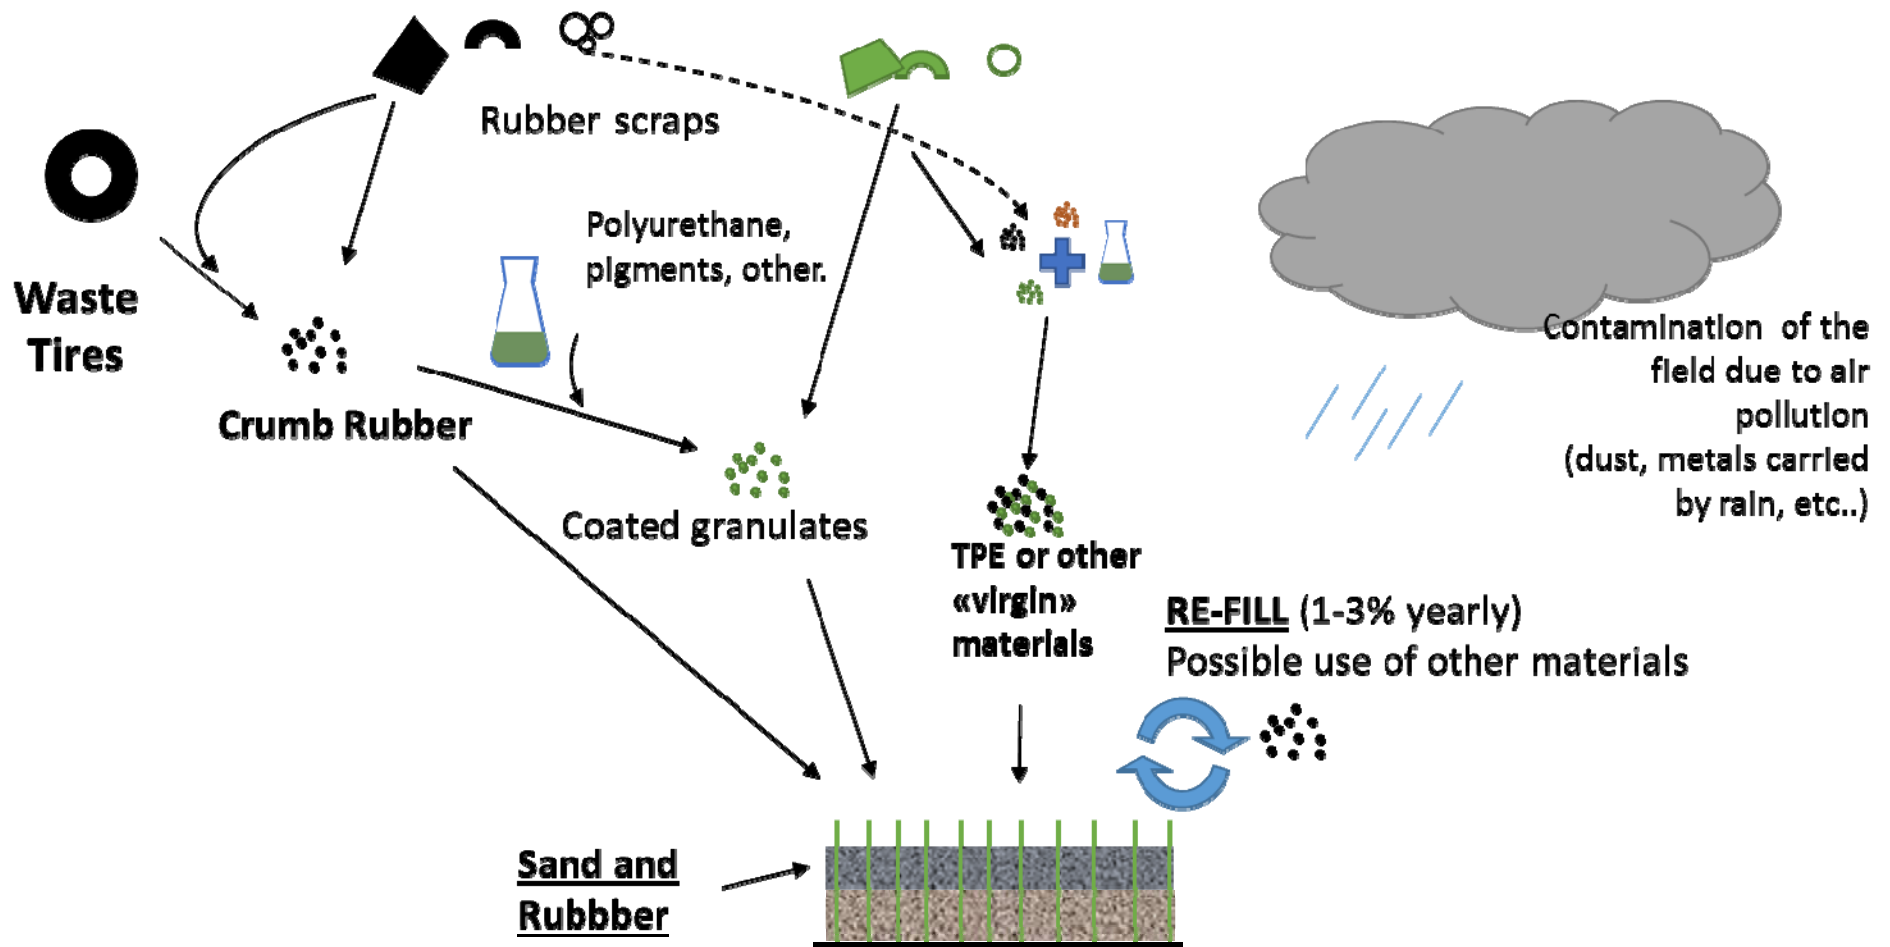 Rubber scraps
Waste
Tires
Polyurethane,
pigments, other.
Crumb Rubber
Coated granulates
TPE or other
«virgin»
materials
Contamination of the
field due to air
pollution
(dust, metals carried
by rain, etc..)
RE-FILL (1-3% yearly)
Possible use of other materials
Sand and
Rubbber